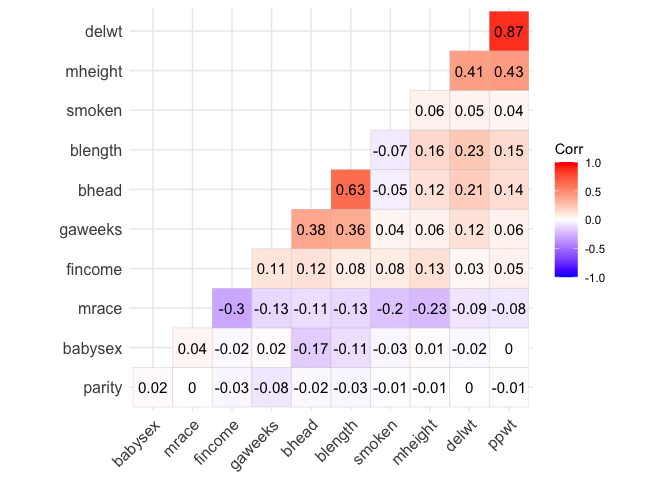 delwt 0.87
mheight 0.41 0.43
smoken 0.06 0.05 0.04
blength -0.07 0.16 0.23 0.15
bhead 0.63 -0.05 0.12 0.21 0.14
gaweeks 0.38 0.36 0.04 0.06 0.12 0.06
fincome 0.11 0.12 0.08 0.08 0.13 0.03 0.05
mrace -0.3 -0.13 -0.11 -0.13 -0.2 -0.23 -0.09 -0.08
babysex 0.04 -0.02 0.02 -0.17 -0.11 -0.03 0.01 -0.02 0
parity 0.02 0 -0.03 -0.08 -0.02 -0.03 -0.01 -0.01 0 -0.01
babysex mrace fincome gaweeks bhead blength smoken mheight delwt ppwt
Corr
1.0
0.5
0.0
-0.5
-1.0